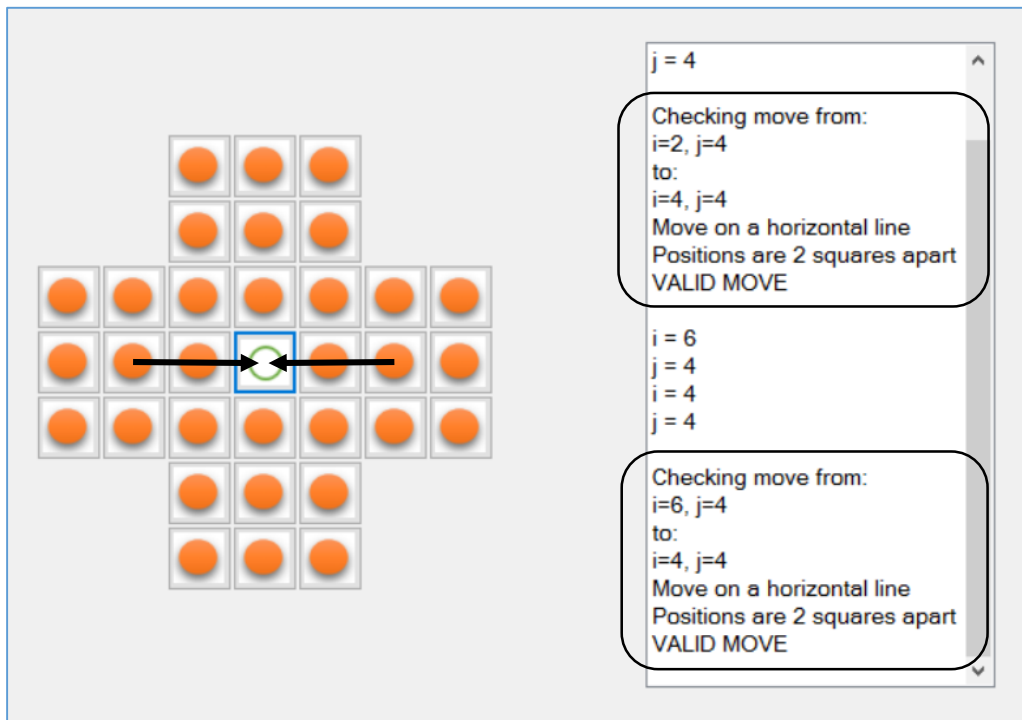 j = 4
Checking move from:
i=2, j=4
to:
i=4, j=4
Move on a horizontal line
Positions are 2 squares apart
VALID MOVE
i = 6
j = 4
i = 4
j = 4
Checking move from:
i=6, j=4
to:
i=4, j=4
Move on a horizontal line
Positions are 2 squares apart
VALID MOVE